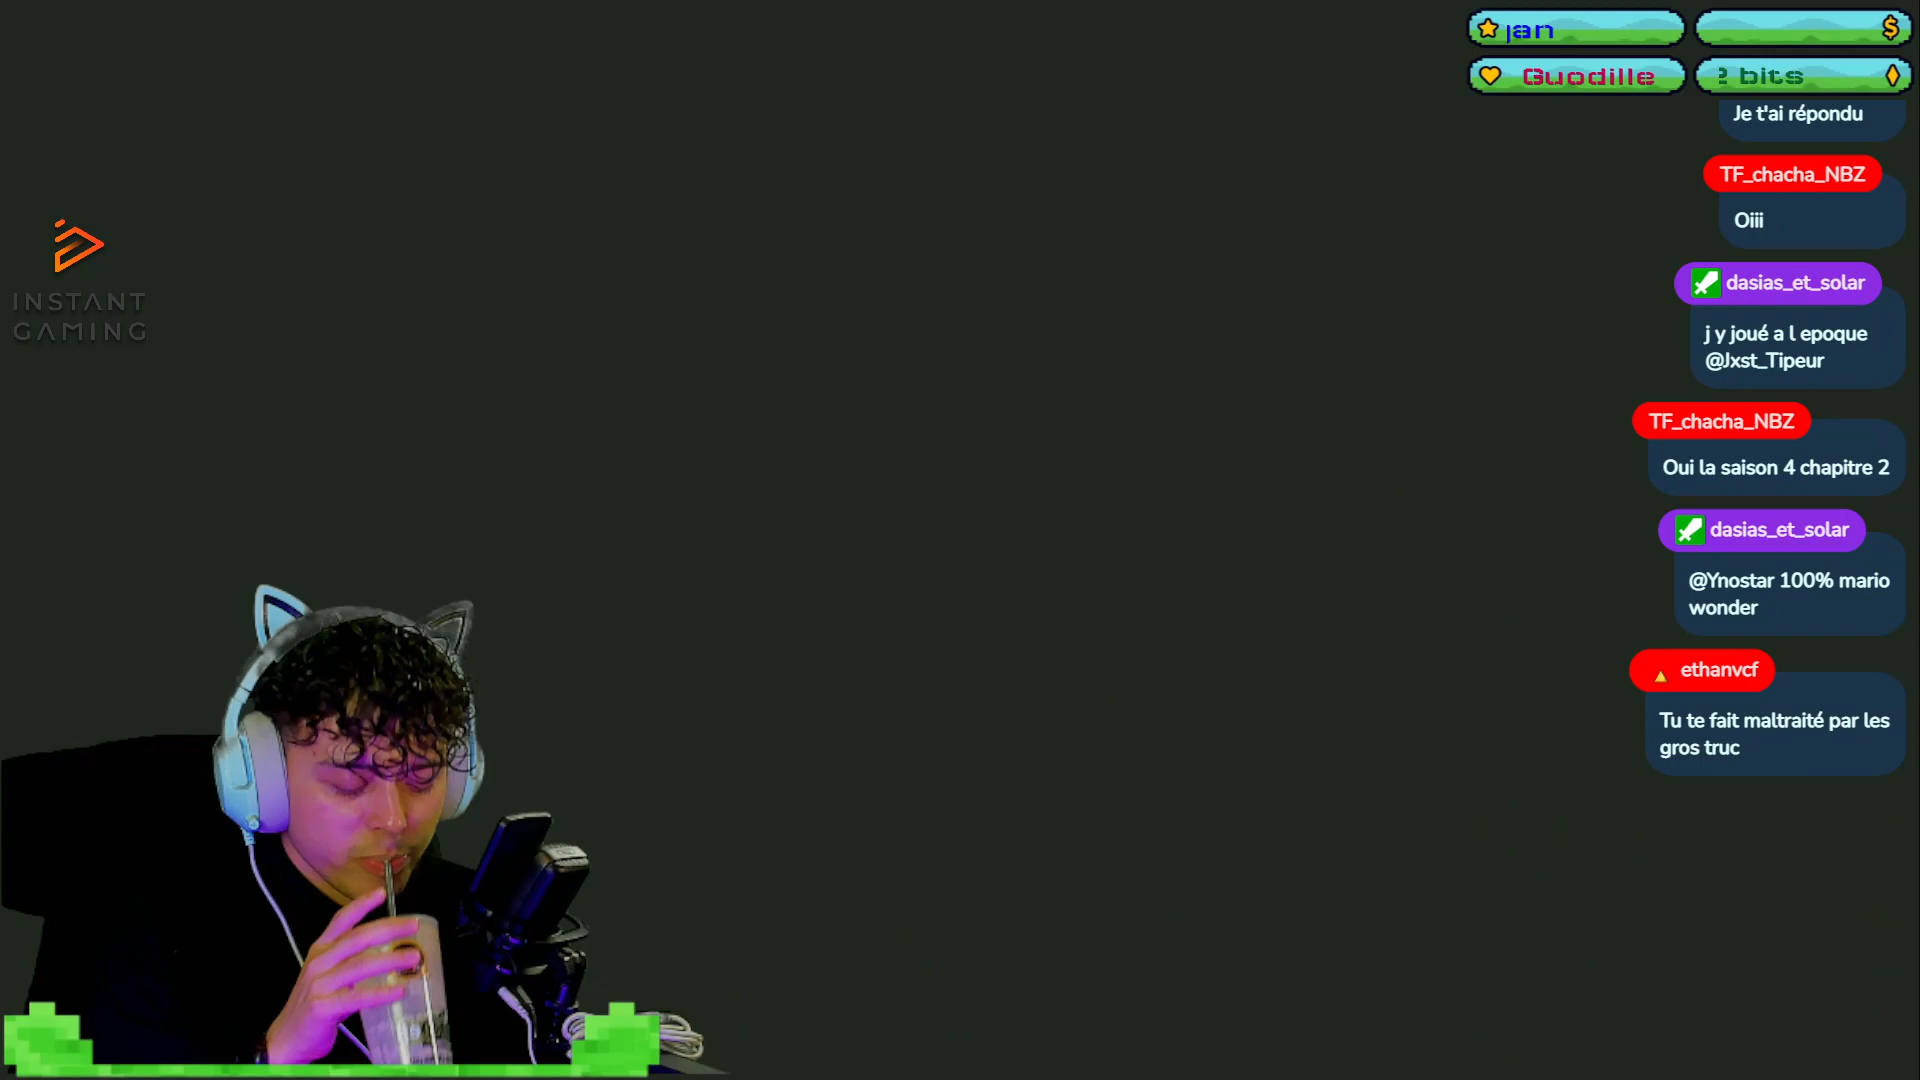 jan
Guodille
2 bits
Je t'ai répondu
TF_chacha_NBZ
Oiii
dasias_et_solar
j y joué a l epoque
@Jxst_Tipeur
TF_chacha_NBZ
Oui la saison 4 chapitre 2
dasias_et_solar
@Ynostar 100% mario
wonder
ethanvcf
Tu te fait maltraité par les
gros truc
INSTANT
GAMING